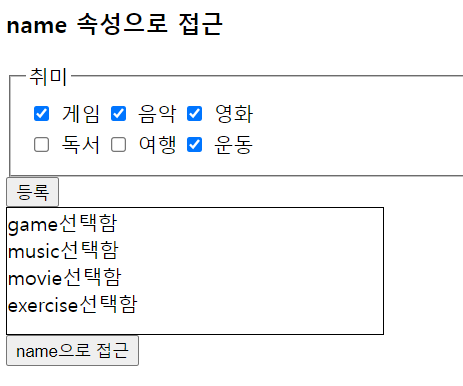 name 속성으로 접근
취미
게임 음악 영화
독서 여행 운동
등록
game선택함
music선택함
movie선택함
exercise선택함
name으로 접근